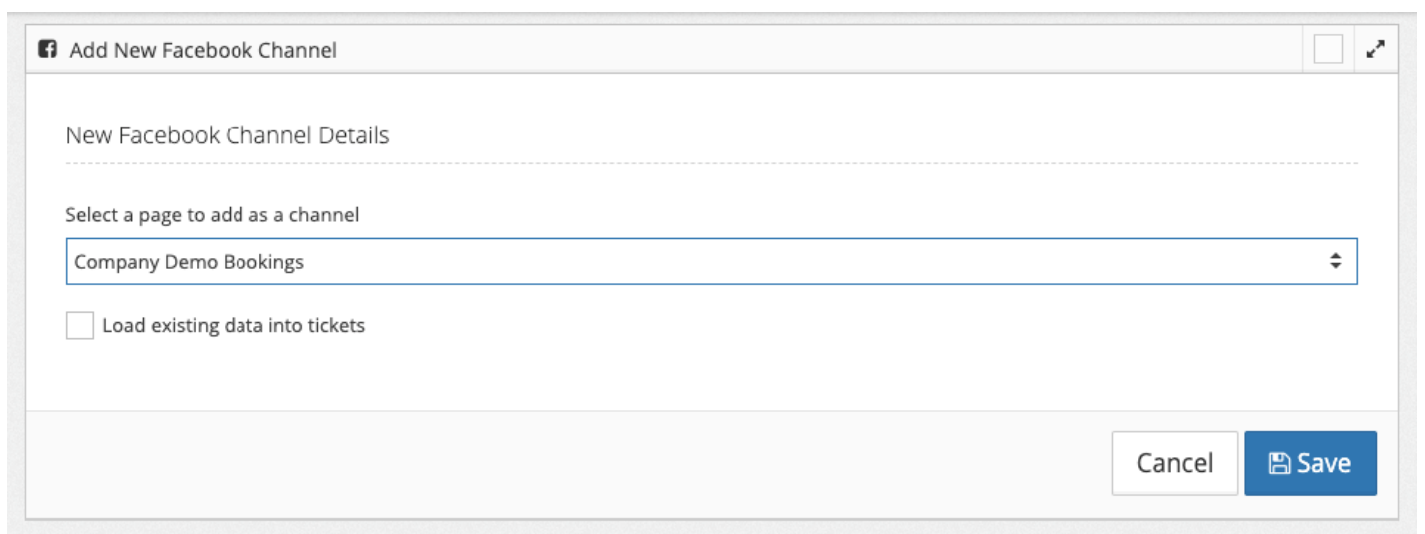 Add New Facebook Channel
New Facebook Channel Details
Select a page to add as a channel
Company Demo Bookings
Load existing data into tickets
Cancel
Save